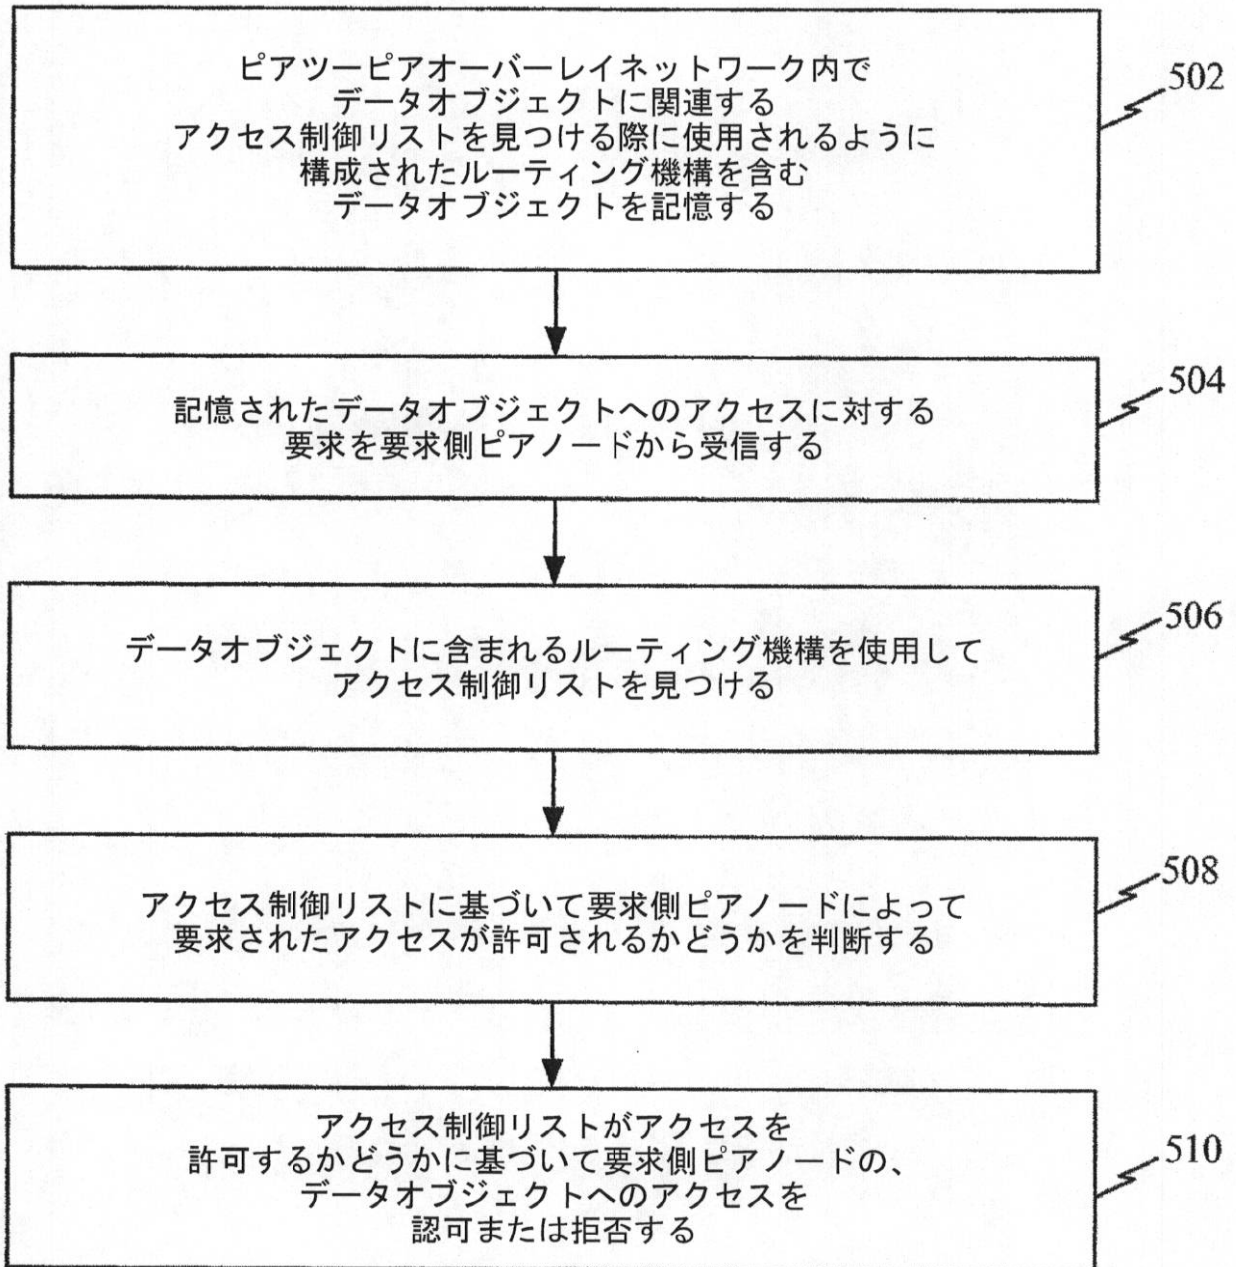 ピアツーピアオーバーレイネットワーク内で
データオブジェクトに関連する
アクセス制御リストを見つける際に使用されるように
構成されたルーティング機構を含む
データオブジェクトを記憶する
502
記憶されたデータオブジェクトへのアクセスに対する
要求を要求側ピアノードから受信する
504
データオブジェクトに含まれるルーティング機構を使用して
アクセス制御リストを見つける
506
アクセス制御リストに基づいて要求側ピアノードによって
要求されたアクセスが許可されるかどうかを判断する
508
アクセス制御リストがアクセスを
許可するかどうかに基づいて要求側ピアノードの、
データオブジェクトへのアクセスを
認可または拒否する
510